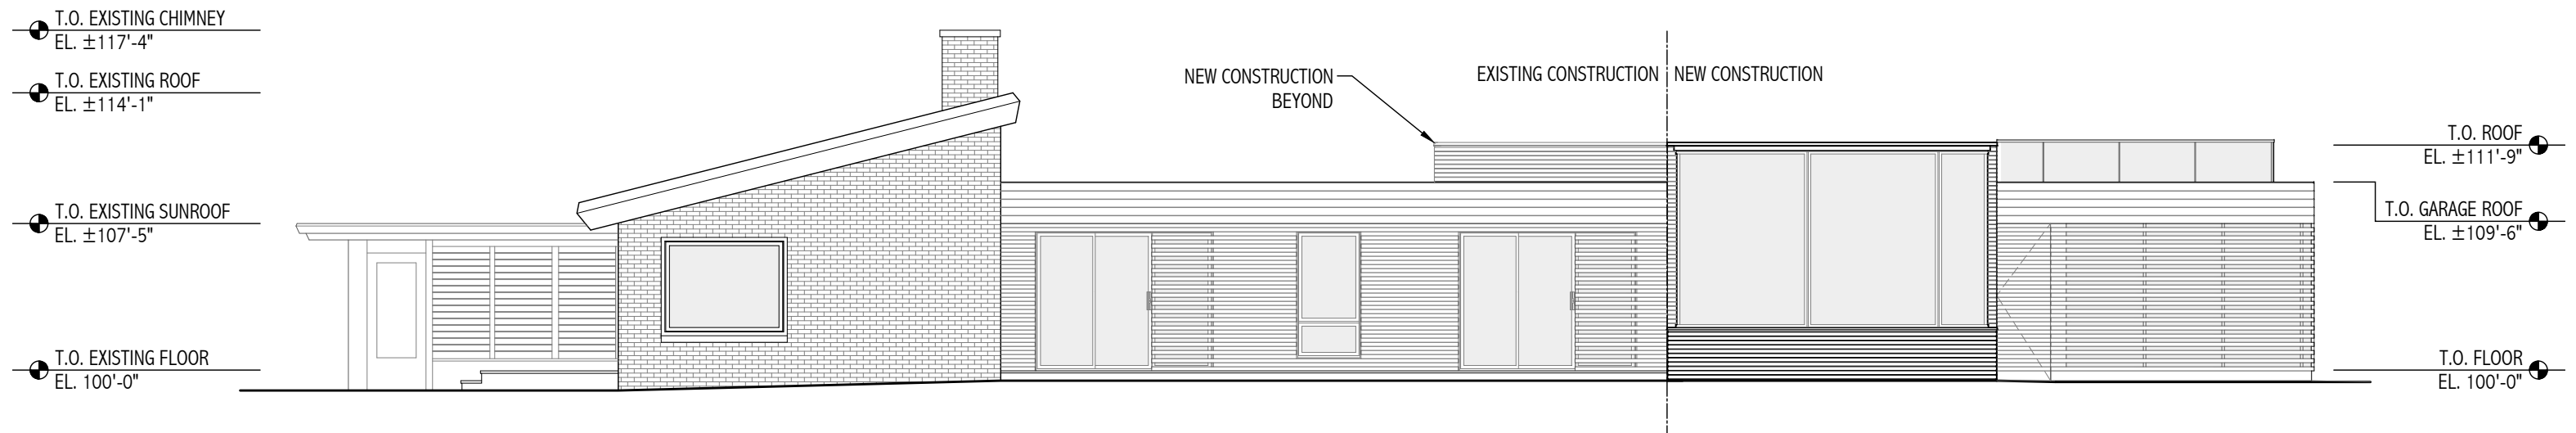 T.O. EXISTING CHIMNEY
EL. ±117'-4"
T.O. EXISTING ROOF
EL. ±114'-1"
T.O. EXISTING SUNROOF
EL. ±107'-5"
T.O. EXISTING FLOOR
EL. 100'-0"
NEW CONSTRUCTION
BEYOND
EXISTING CONSTRUCTION
NEW CONSTRUCTION
T.O. ROOF
EL. ±111'-9"
T.O. GARAGE ROOF
EL. ±109'-6"
T.O. FLOOR
EL. 100'-0"